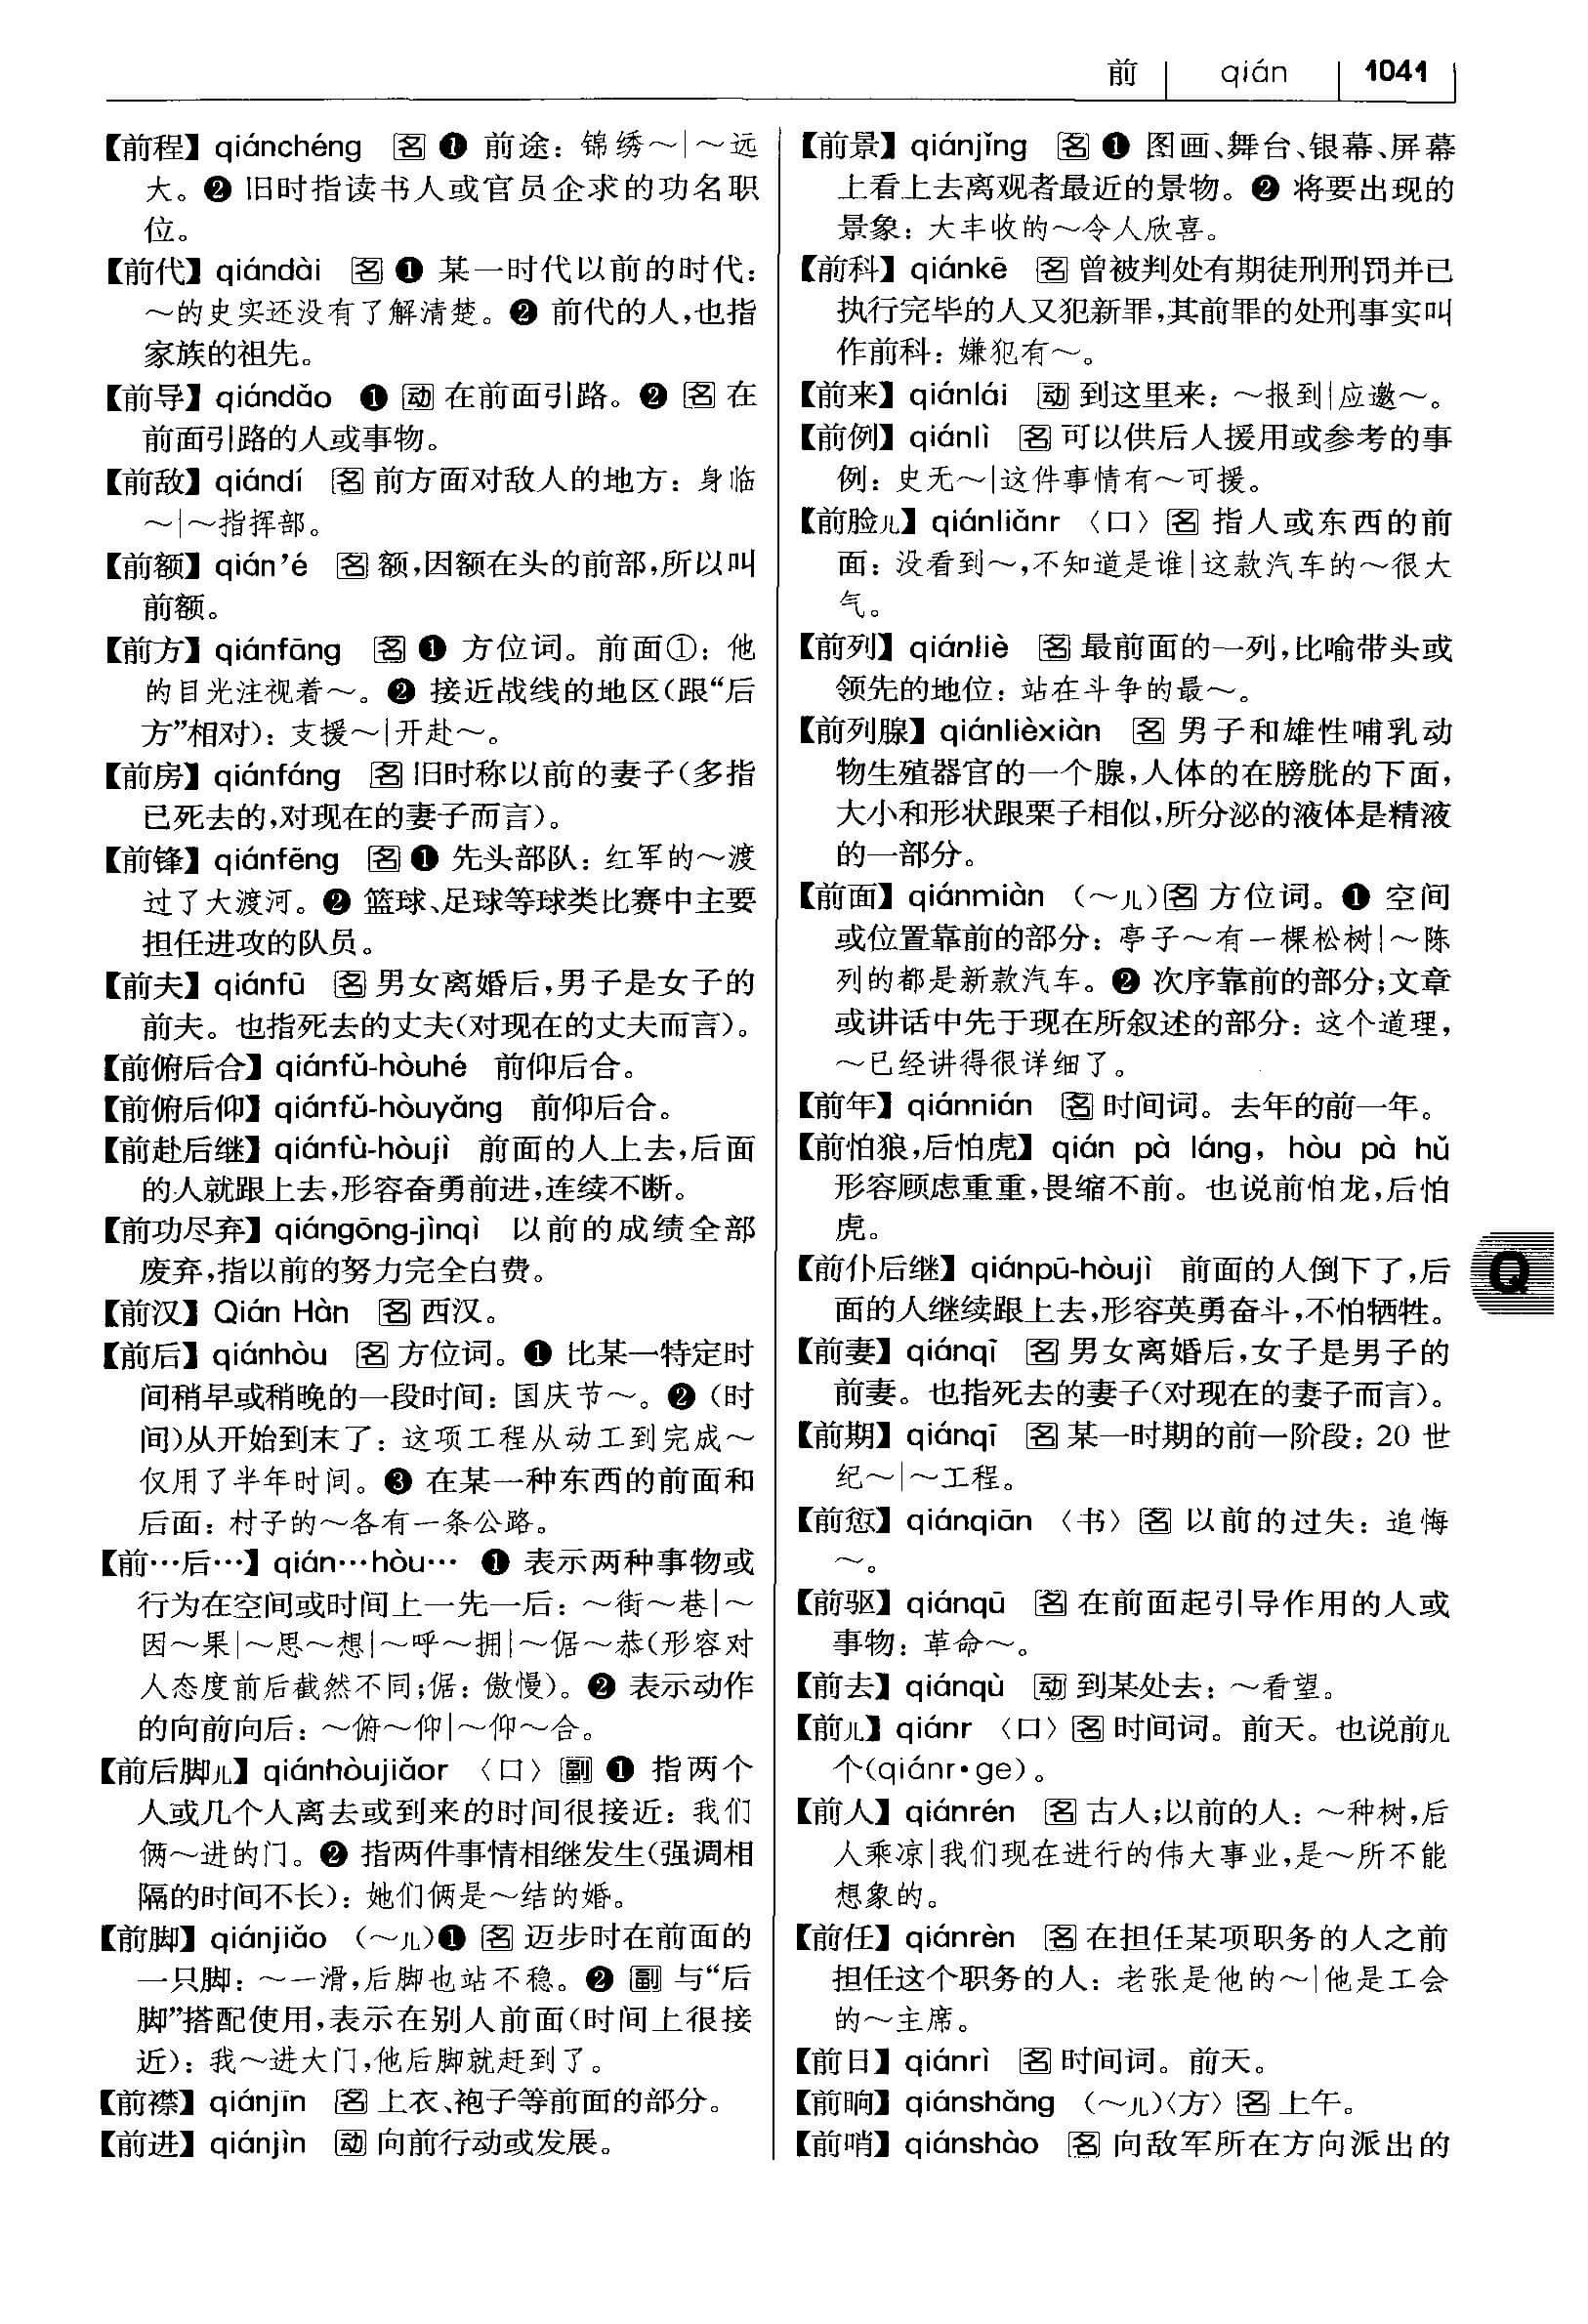 前 qián 1041
【前程】qiánchéng 名 ❶ 前途：锦绣～|～远
大。❷ 旧时指读书人或官员企求的功名职
位。
【前代】qiándài 名 ❶ 某一时代以前的时代：
～的史实还没有了解清楚。❷ 前代的人，也指
家族的祖先。
【前导】qiándǎo ❶ 动 在前面引路。❷ 名 在
前面引路的人或事物。
【前敌】qiándí 名 前方面对敌人的地方：身临
～|～指挥部。
【前额】qián'é 名 额，因额在头的前部，所以叫
前额。
【前方】qiánfāng 名 ❶ 方位词。前面①：他
的目光注视着～。❷ 接近战线的地区（跟“后
方”相对）：支援～|开赴～。
【前房】qiánfáng 名 旧时称以前的妻子（多指
已死去的，对现在的妻子而言）。
【前锋】qiánfēng 名 ❶ 先头部队：红军的～渡
过了大渡河。❷ 篮球、足球等球类比赛中主要
担任进攻的队员。
【前夫】qiánfū 名 男女离婚后，男子是女子的
前夫。也指死去的丈夫（对现在的丈夫而言）。
【前俯后合】qiánfǔ-hòuhé 前仰后合。
【前俯后仰】qiánfǔ-hòuyǎng 前仰后合。
【前赴后继】qiánfù-hòujì 前面的人上去，后面
的人就跟上去，形容奋勇前进，连续不断。
【前功尽弃】qiángōng-jìnqì 以前的成绩全部
废弃，指以前的努力完全白费。
【前汉】Qián Hàn 名 西汉。
【前后】qiánhòu 名 方位词。❶ 比某一特定时
间稍早或稍晚的一段时间：国庆节～。❷（时
间）从开始到末了：这项工程从动工到完成～
仅用了半年时间。❸ 在某一种东西的前面和
后面：村子的～各有一条公路。
【前…后…】qián…hòu… ❶ 表示两种事物或
行为在空间或时间上一先一后：～街～巷|～
因～果|～思～想|～呼～拥|～倨～恭（形容对
人态度前后截然不同；倨：傲慢）。❷ 表示动作
的向前向后：～俯～仰|～仰～合。
【前后脚儿】qiánhòujiǎor 〈口〉副 ❶ 指两个
人或几个人离去或到来的时间很接近：我们
俩～进的门。❷ 指两件事情相继发生（强调相
隔的时间不长）：她们俩是～结的婚。
【前脚】qiánjiǎo （～儿）❶ 名 迈步时在前面的
一只脚：～一滑，后脚也站不稳。❷ 副 与“后
脚”搭配使用，表示在别人前面（时间上很接
近）：我～进大门，他后脚就赶到了。
【前襟】qiánjīn 名 上衣、袍子等前面的部分。
【前进】qiánjìn 动 向前行动或发展。
【前景】qiánjǐng 名 ❶ 图画、舞台、银幕、屏幕
上看上去离观者最近的景物。❷ 将要出现的
景象：大丰收的～令人欣喜。
【前科】qiánkē 名 曾被判处有期徒刑刑罚并已
执行完毕的人又犯新罪，其前罪的处刑事实叫
作前科：嫌犯有～。
【前来】qiánlái 动 到这里来：～报到|应邀～。
【前例】qiánlì 名 可以供后人援用或参考的事
例：史无～|这件事情有～可援。
【前脸儿】qiánliǎnr 〈口〉名 指人或东西的前
面：没看到～，不知道是谁|这款汽车的～很大
气。
【前列】qiánliè 名 最前面的一列，比喻带头或
领先的地位：站在斗争的最～。
【前列腺】qiánlièxiàn 名 男子和雄性哺乳动
物生殖器官的一个腺，人体的在膀胱的下面，
大小和形状跟栗子相似，所分泌的液体是精液
的一部分。
【前面】qiánmiàn （～儿）名 方位词。❶ 空间
或位置靠前的部分：亭子～有一棵松树|～陈
列的都是新款汽车。❷ 次序靠前的部分；文章
或讲话中先于现在所叙述的部分：这个道理，
～已经讲得很详细了。
【前年】qiánnián 名 时间词。去年的前一年。
【前怕狼，后怕虎】qián pà láng, hòu pà hǔ
形容顾虑重重，畏缩不前。也说前怕龙，后怕
虎。
【前仆后继】qiánpū-hòujì 前面的人倒下了，后
面的人继续跟上去，形容英勇奋斗，不怕牺牲。
【前妻】qiánqī 名 男女离婚后，女子是男子的
前妻。也指死去的妻子（对现在的妻子而言）。
【前期】qiánqī 名 某一时期的前一阶段：20 世
纪～|～工程。
【前愆】qiánqiān 〈书〉名 以前的过失：追悔
～。
【前驱】qiánqū 名 在前面起引导作用的人或
事物：革命～。
【前去】qiánqù 动 到某处去：～看望。
【前儿】qiánr 〈口〉名 时间词。前天。也说前儿
个（qiánr•ge）。
【前人】qiánrén 名 古人；以前的人：～种树，后
人乘凉|我们现在进行的伟大事业，是～所不能
想象的。
【前任】qiánrèn 名 在担任某项职务的人之前
担任这个职务的人：老张是他的～|他是工会
的～主席。
【前日】qiánrì 名 时间词。前天。
【前晌】qiánshǎng （～儿）〈方〉名 上午。
【前哨】qiánshào 名 向敌军所在方向派出的
Q